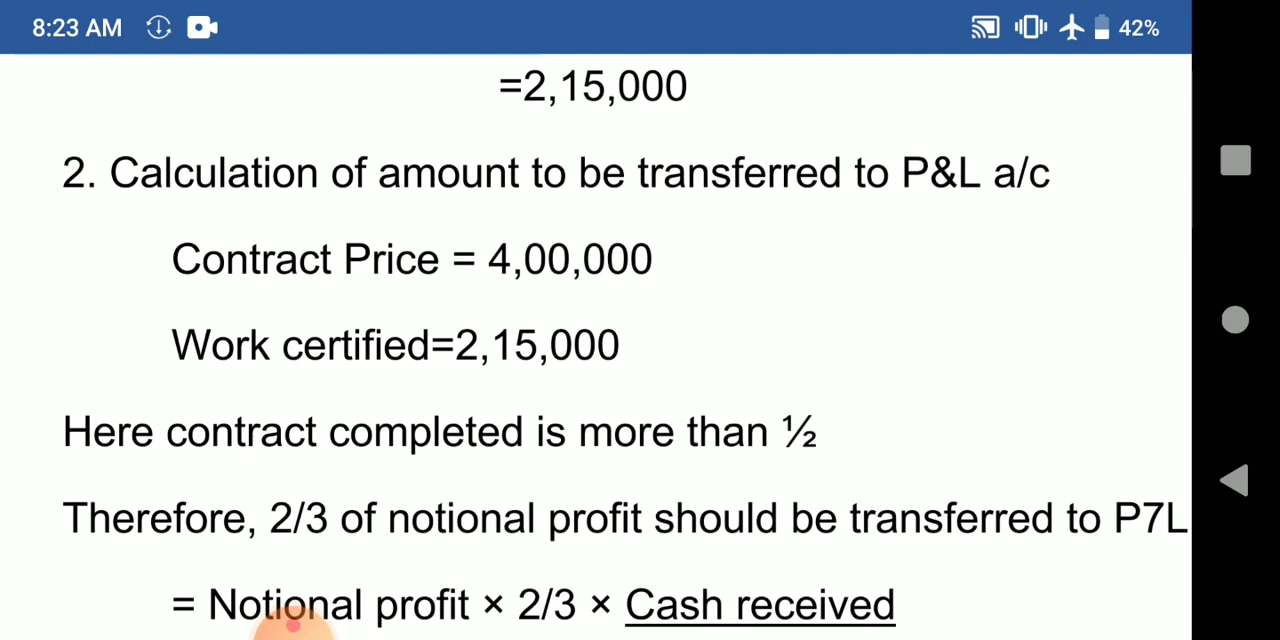 8:23 AM 42%
=2,15,000
2. Calculation of amount to be transferred to P&L a/c
Contract Price = 4,00,000
Work certified=2,15,000
Here contract completed is more than ½
Therefore, 2/3 of notional profit should be transferred to P7L
= Notional profit × 2/3 × Cash received